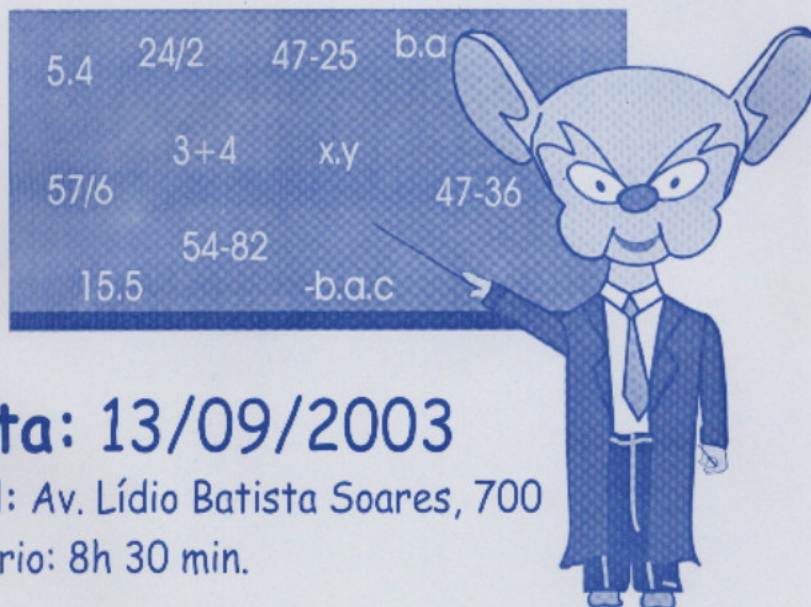 5.4 24/2 47-25 b.a
3+4 x.y
57/6 47-36
54-82
15.5 -b.a.c
ta: 13/09/2003
l: Av. Lídio Batista Soares, 700
rio: 8h 30 min.